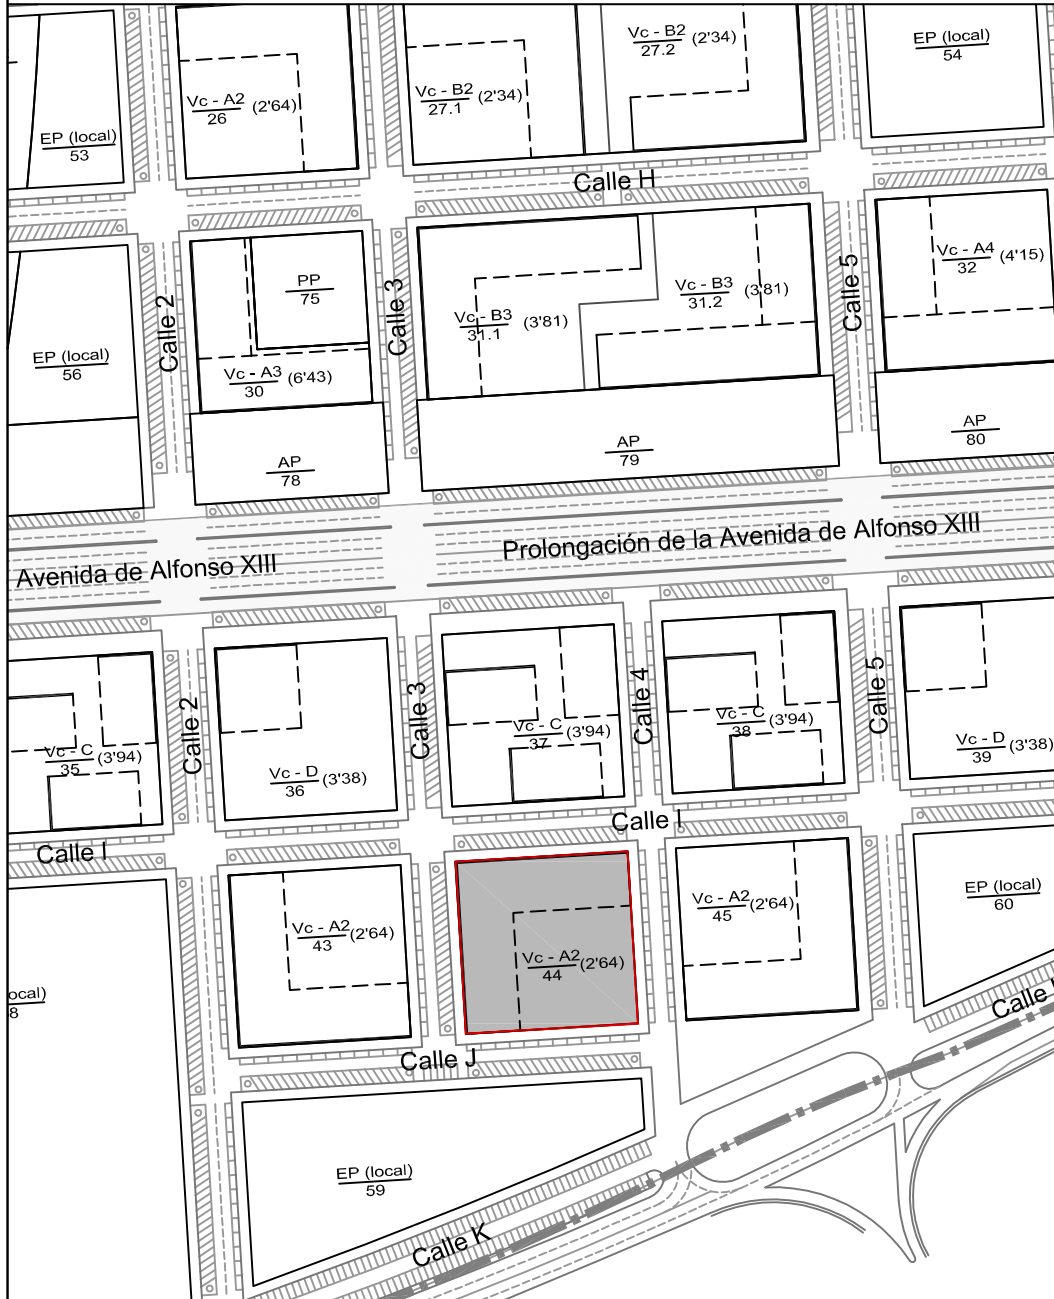 Vc - B2
27.2 (2'34)
EP (local)
54
Vc - A2
26 (2'64)
Vc - B2
27.1 (2'34)
EP (local)
53
Calle H
Vc - A4
32 (4'15)
PP
75
Vc - B3
31.2 (3'81)
Calle 2
Calle 3
Calle 5
Vc - B3
31.1 (3'81)
EP (local)
56
Vc - A3
30 (6'43)
AP
80
AP
79
AP
78
Prolongación de la Avenida de Alfonso XIII
Avenida de Alfonso XIII
Calle 2
Calle 3
Calle 4
Calle 5
Vc - C
35 (3'94)
Vc - D
36 (3'38)
Vc - C
37 (3'94)
Vc - C
38 (3'94)
Vc - D
39 (3'38)
Calle I
Calle I
Vc - A2
43 (2'64)
Vc - A2
44 (2'64)
Vc - A2
45 (2'64)
EP (local)
60
ocal)
8
Calle
Calle J
EP (local)
59
Calle K